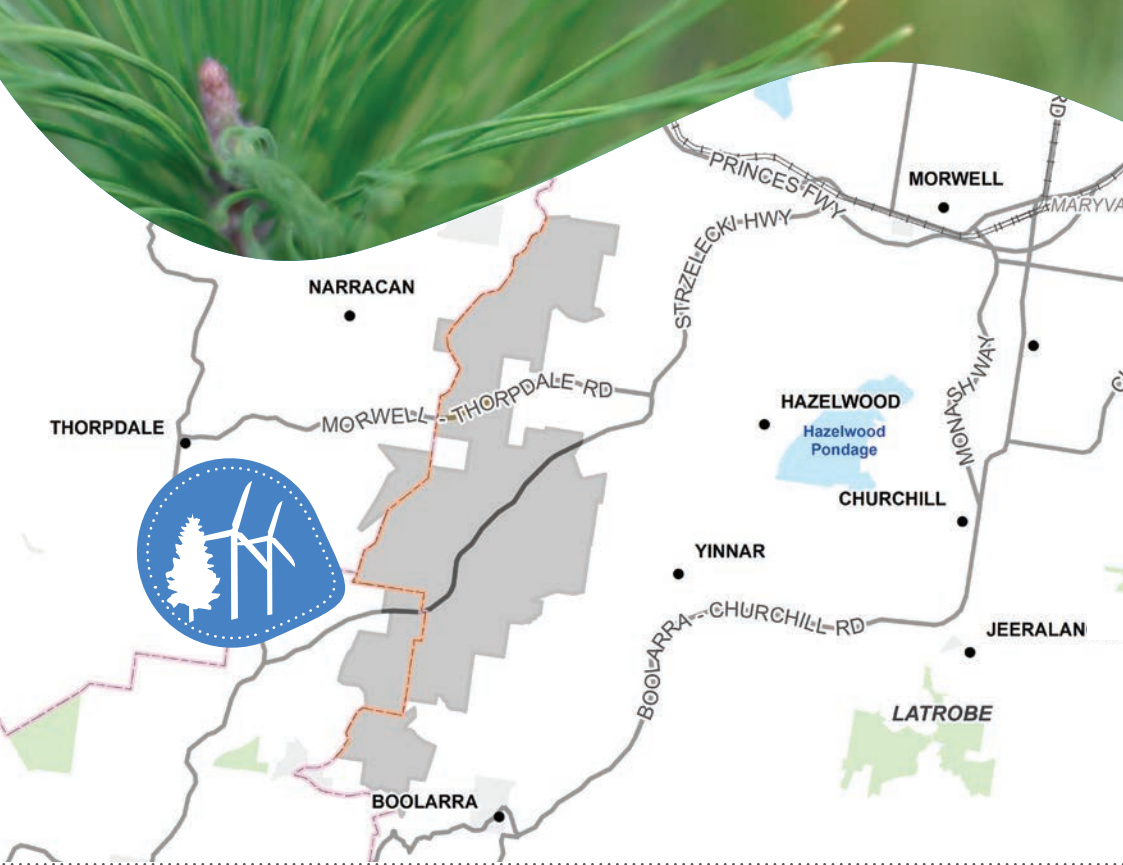 RD
PRINCES FWY
MORWELL
MARYVA
STRZELECKI HWY
NARRACAN
MORWELL - THORPDALE RD
THORPDALE
HAZELWOOD
Hazelwood
Pondage
MONASH WAY
CHURCHILL
YINNAR
BOOLARRA - CHURCHILL RD
JEERALAN
LATROBE
BOOLARRA